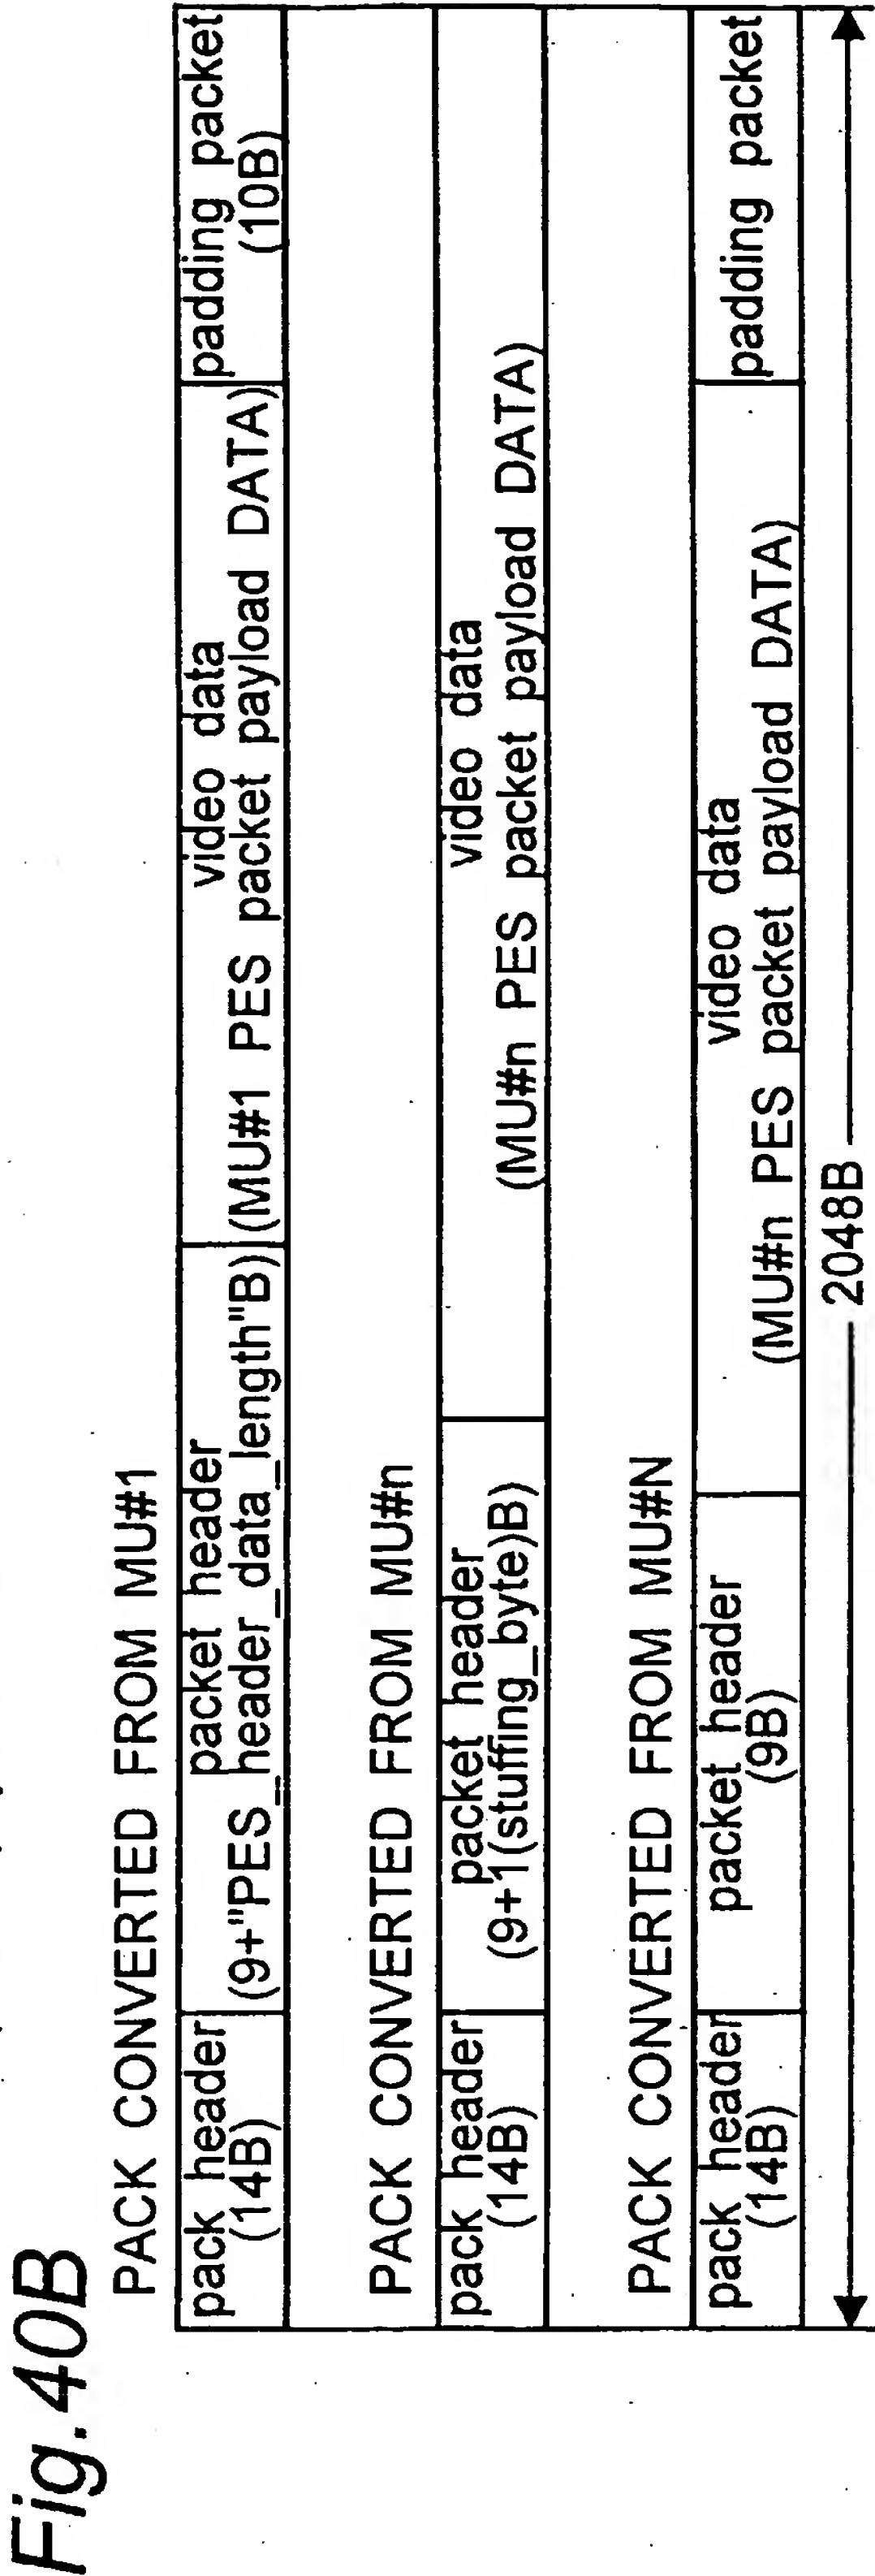 Fig.40B
PACK CONVERTED FROM MU#1
pack header
(14B)
packet header
(9+"PES_header_data_length"B)
video data
(MU#1 PES packet payload DATA)
padding packet
(10B)
PACK CONVERTED FROM MU#n
pack header
(14B)
packet header
(9+1(stuffing_byte)B)
video data
(MU#n PES packet payload DATA)
PACK CONVERTED FROM MU#N
pack header
(14B)
packet header
(9B)
video data
(MU#n PES packet payload DATA)
padding packet
2048B